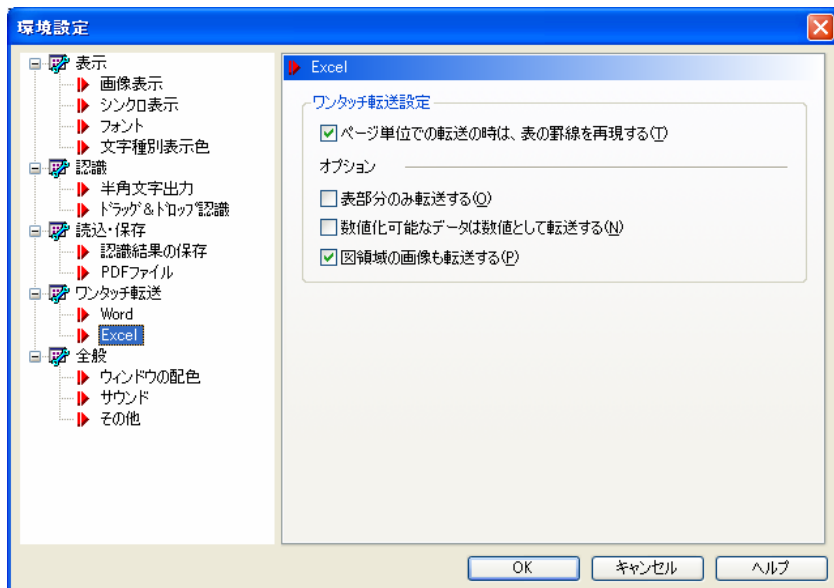 環境設定
表示
画像表示
シンクロ表示
フォント
文字種別表示色
認識
半角文字出力
ﾄﾞﾗｯｸﾞ&ﾄﾞﾛｯﾌﾟ認識
読込・保存
認識結果の保存
PDFファイル
ワンタッチ転送
Word
Excel
全般
ウィンドウの配色
サウンド
その他
Excel
ワンタッチ転送設定
ページ単位での転送の時は、表の罫線を再現する(T)
オプション
表部分のみ転送する(O)
数値化可能なデータは数値として転送する(N)
図領域の画像も転送する(P)
OK
キャンセル
ヘルプ